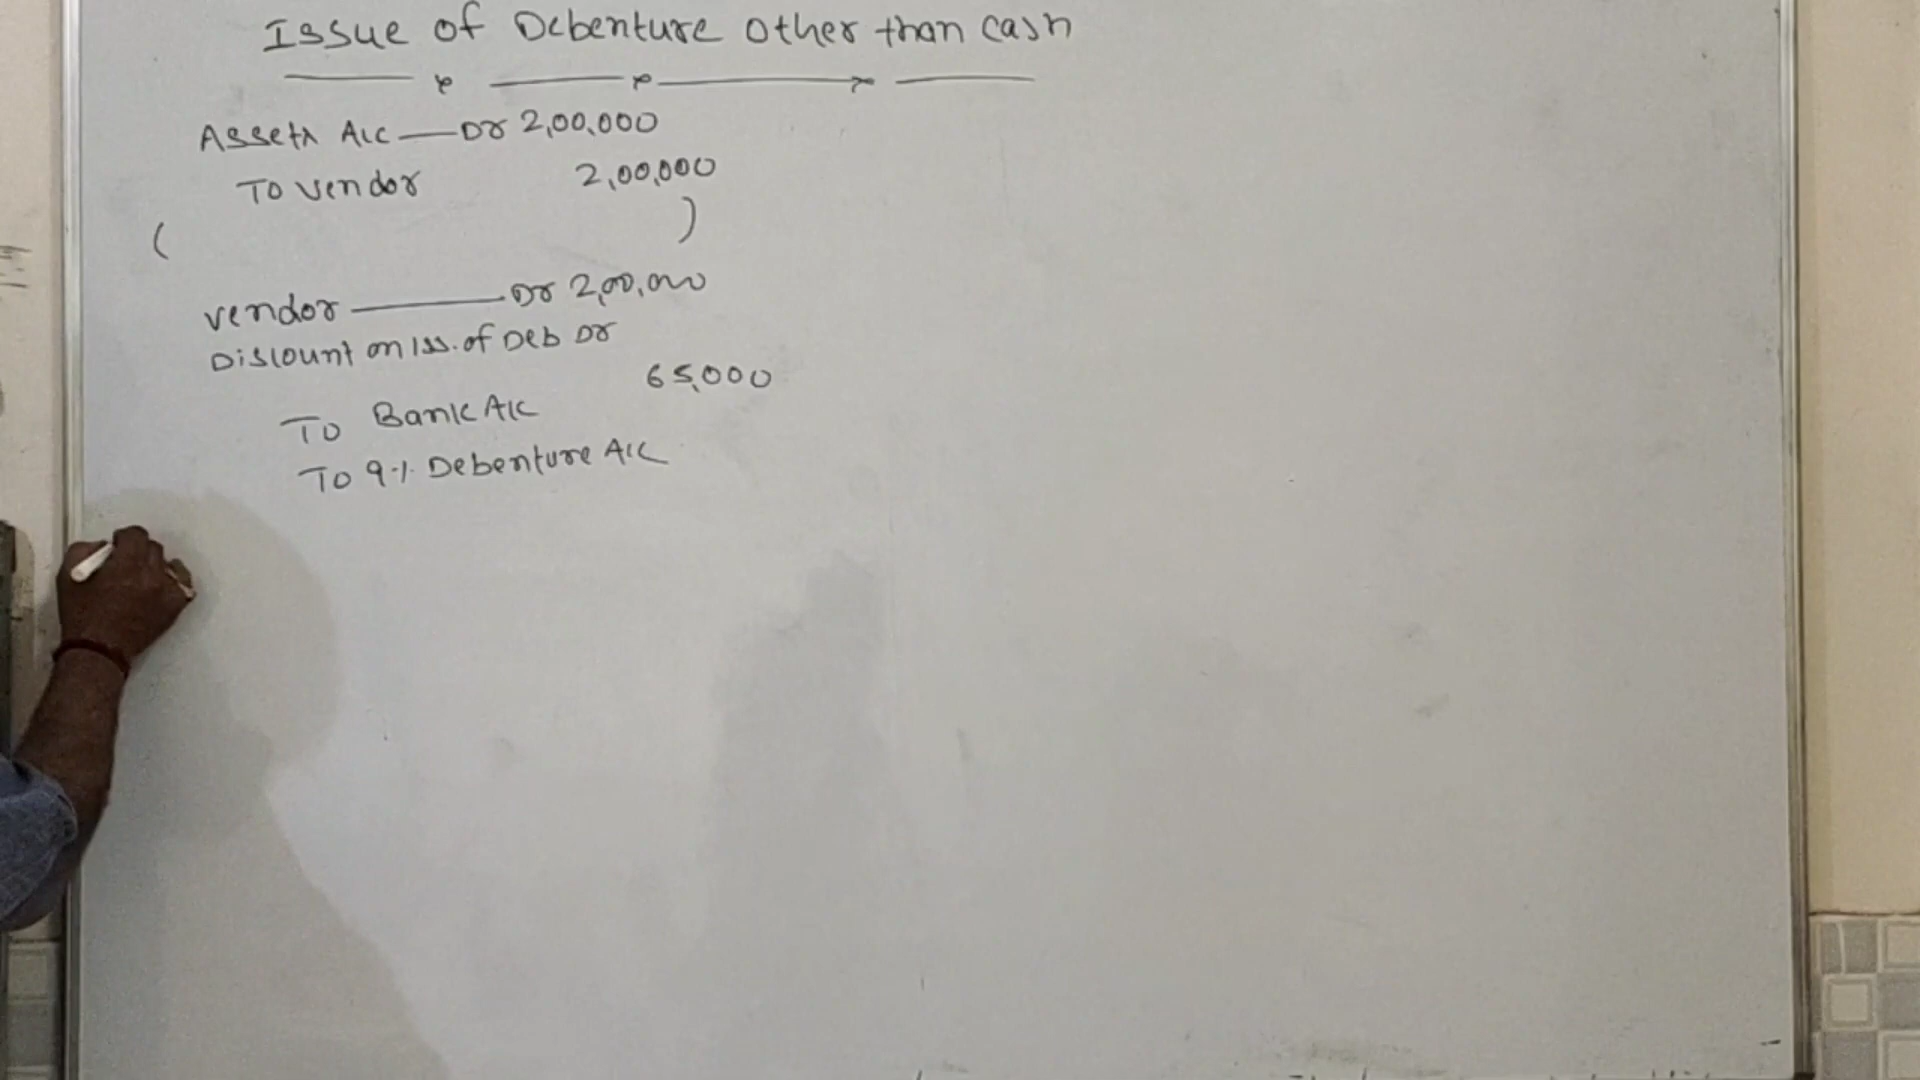 Issue of Debenture Other than Cash
Assets A/c —— Dr 2,00,000
To Vendor 2,00,000
( )
Vendor ———— Dr 2,00,000
Discount on Iss. of Deb Dr
To Bank A/c 65,000
To 9% Debenture A/c